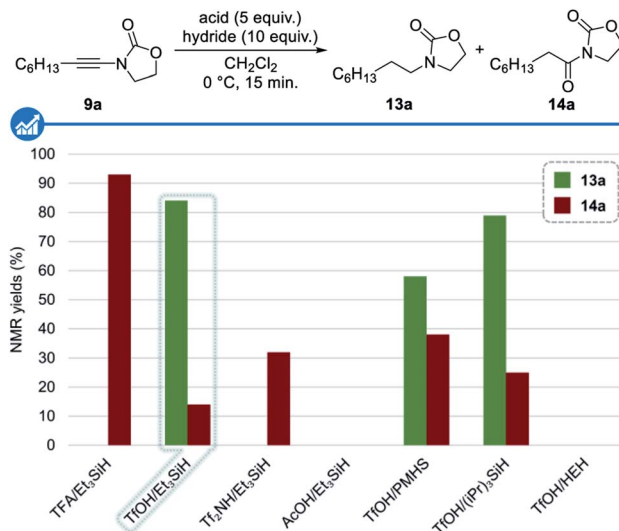 acid (5 equiv.)
hydride (10 equiv.)
CH₂Cl₂
0 °C, 15 min.
C₆H₁₃
N
O
O
9a
C₆H₁₃
N
O
O
13a
+
C₆H₁₃
O
N
O
O
14a
100
90
80
70
60
50
40
30
20
10
0
NMR yields (%)
13a
14a
TFA/Et₃SiH
TfOH/Et₃SiH
Tf₂NH/Et₃SiH
AcOH/Et₃SiH
TfOH/PMHS
TfOH/(iPr)₃SiH
TfOH/HEH